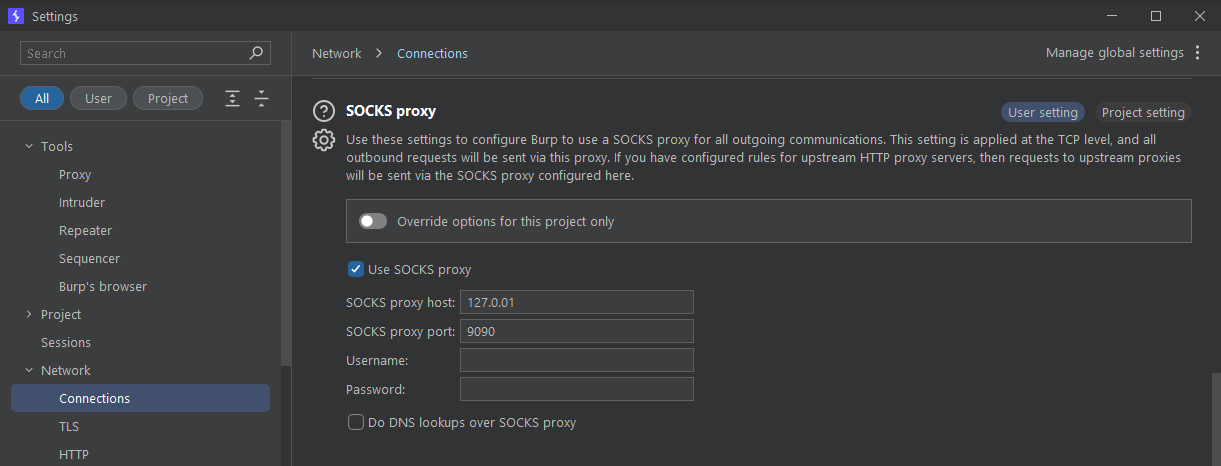 Settings
Search
Network > Connections
Manage global settings
All
User
Project
Tools
Proxy
Intruder
Repeater
Sequencer
Burp's browser
Project
Sessions
Network
Connections
TLS
HTTP
SOCKS proxy
User setting
Project setting
Use these settings to configure Burp to use a SOCKS proxy for all outgoing communications. This setting is applied at the TCP level, and all
outbound requests will be sent via this proxy. If you have configured rules for upstream HTTP proxy servers, then requests to upstream proxies
will be sent via the SOCKS proxy configured here.
Override options for this project only
Use SOCKS proxy
SOCKS proxy host: 127.0.01
SOCKS proxy port: 9090
Username:
Password:
Do DNS lookups over SOCKS proxy